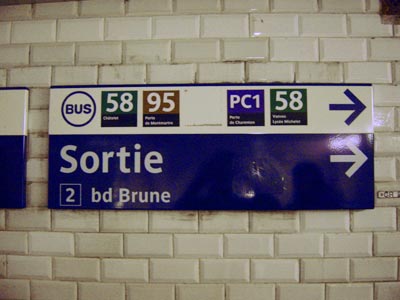 BUS 58 95 PC1 58
Châtelet Porte de Montmartre Porte de Charenton Vanves Lycée Michelet
Sortie
2 bd Brune